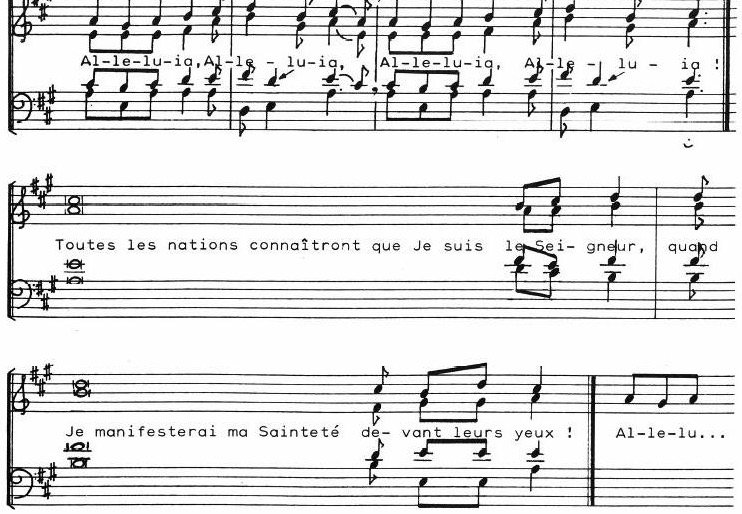 Al-le-lu-ia, Al-le - lu-ia, Al-le-lu-ia, Al-le - lu - ia !
Toutes les nations connaîtront que Je suis le Sei- gneur, quand
Je manifesterai ma Sainteté de- vant leurs yeux ! Al-le-lu...